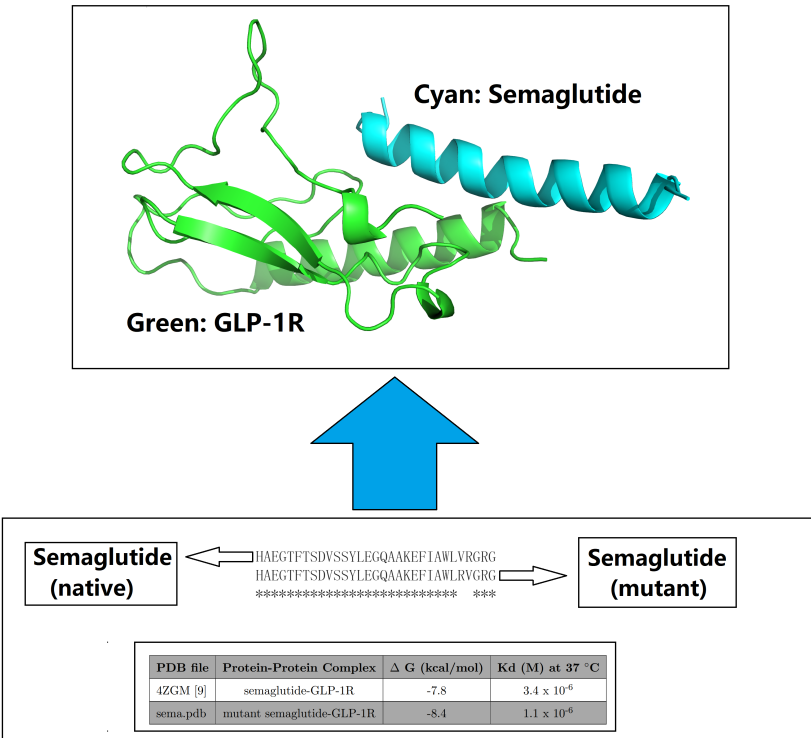 Cyan: Semaglutide
Green: GLP-1R
Semaglutide
(native)
HAEGTFTSDVSSYLEGQAAKEFIAWLVRGRG
HAEGTFTSDVSSYLEGQAAKEFIAWLRVGRG
************************** ***
Semaglutide
(mutant)
PDB file Protein-Protein Complex Δ G (kcal/mol) Kd (M) at 37 °C
4ZGM [9] semaglutide-GLP-1R -7.8 3.4 x 10⁻⁶
sema.pdb mutant semaglutide-GLP-1R -8.4 1.1 x 10⁻⁶